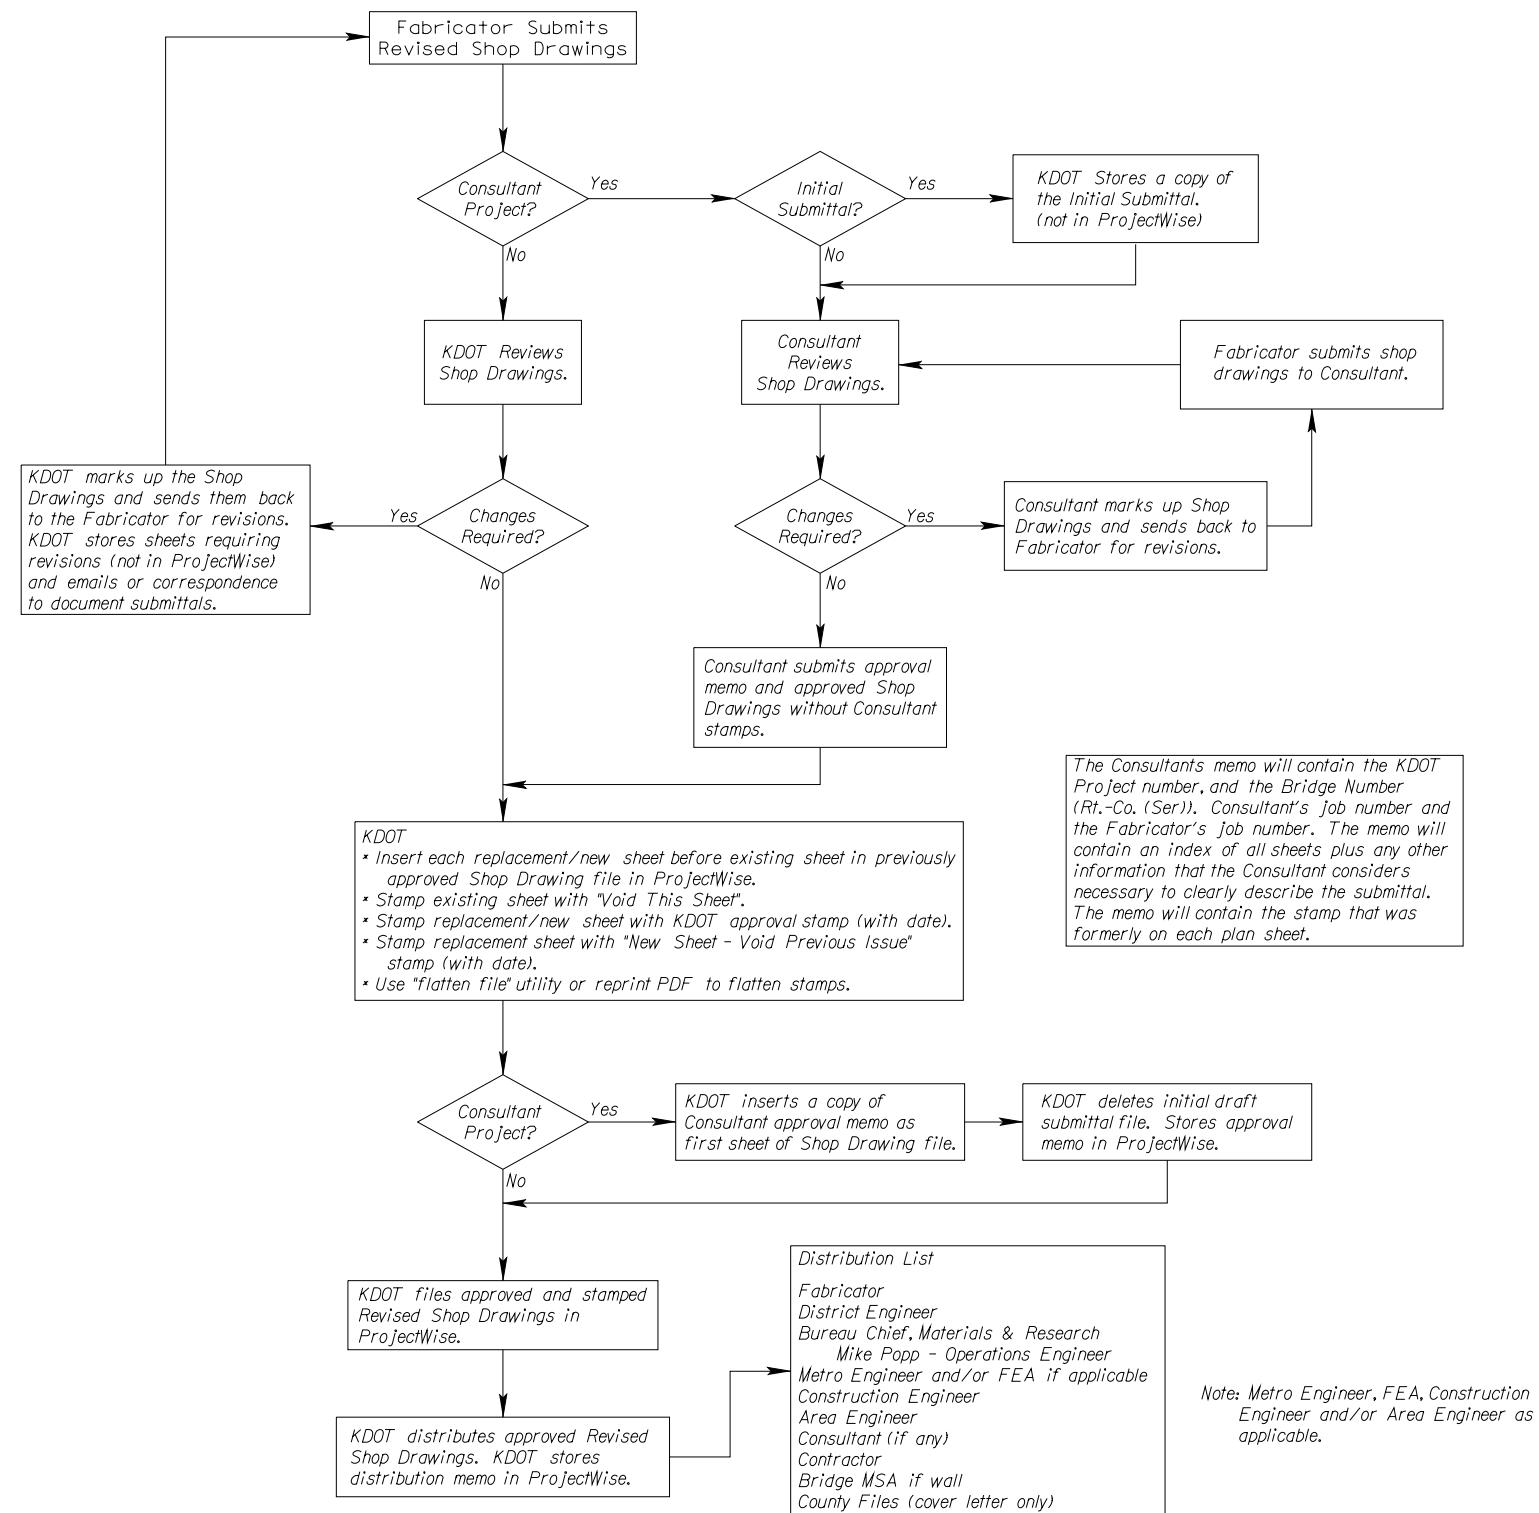 Fabricator Submits
Revised Shop Drawings
Consultant
Project?
Yes
No
Initial
Submittal?
Yes
No
KDOT Stores a copy of
the Initial Submittal.
(not in ProjectWise)
KDOT Reviews
Shop Drawings.
Consultant
Reviews
Shop Drawings.
Fabricator submits shop
drawings to Consultant.
KDOT marks up the Shop
Drawings and sends them back
to the Fabricator for revisions.
KDOT stores sheets requiring
revisions (not in ProjectWise)
and emails or correspondence
to document submittals.
Yes
Changes
Required?
No
Changes
Required?
Yes
No
Consultant marks up Shop
Drawings and sends back to
Fabricator for revisions.
Consultant submits approval
memo and approved Shop
Drawings without Consultant
stamps.
The Consultants memo will contain the KDOT
Project number, and the Bridge Number
(Rt.-Co. (Ser)). Consultant's job number and
the Fabricator's job number. The memo will
contain an index of all sheets plus any other
information that the Consultant considers
necessary to clearly describe the submittal.
The memo will contain the stamp that was
formerly on each plan sheet.
KDOT
* Insert each replacement/new sheet before existing sheet in previously
approved Shop Drawing file in ProjectWise.
* Stamp existing sheet with "Void This Sheet".
* Stamp replacement/new sheet with KDOT approval stamp (with date).
* Stamp replacement sheet with "New Sheet - Void Previous Issue"
stamp (with date).
* Use "flatten file" utility or reprint PDF to flatten stamps.
Consultant
Project?
Yes
No
KDOT inserts a copy of
Consultant approval memo as
first sheet of Shop Drawing file.
KDOT deletes initial draft
submittal file. Stores approval
memo in ProjectWise.
KDOT files approved and stamped
Revised Shop Drawings in
ProjectWise.
KDOT distributes approved Revised
Shop Drawings. KDOT stores
distribution memo in ProjectWise.
Distribution List
Fabricator
District Engineer
Bureau Chief, Materials & Research
Mike Popp - Operations Engineer
Metro Engineer and/or FEA if applicable
Construction Engineer
Area Engineer
Consultant (if any)
Contractor
Bridge MSA if wall
County Files (cover letter only)
Note: Metro Engineer, FEA, Construction
Engineer and/or Area Engineer as
applicable.